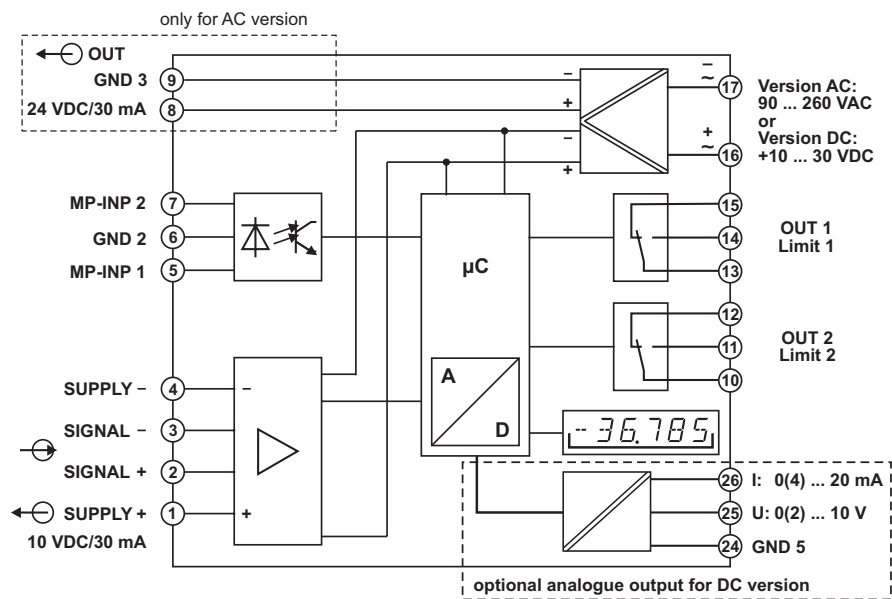 only for AC version
OUT
GND 3
9
24 VDC/30 mA
8
−
+
−
+
−
~
17
+
~
16
Version AC:
90 ... 260 VAC
or
Version DC:
+10 ... 30 VDC
MP-INP 2
7
GND 2
6
MP-INP 1
5
µC
15
14
13
OUT 1
Limit 1
12
11
10
OUT 2
Limit 2
A
D
-36.785
SUPPLY −
4
−
SIGNAL −
3
SIGNAL +
2
SUPPLY +
1
+
10 VDC/30 mA
26
I: 0(4) ... 20 mA
25
U: 0(2) ... 10 V
24
GND 5
optional analogue output for DC version